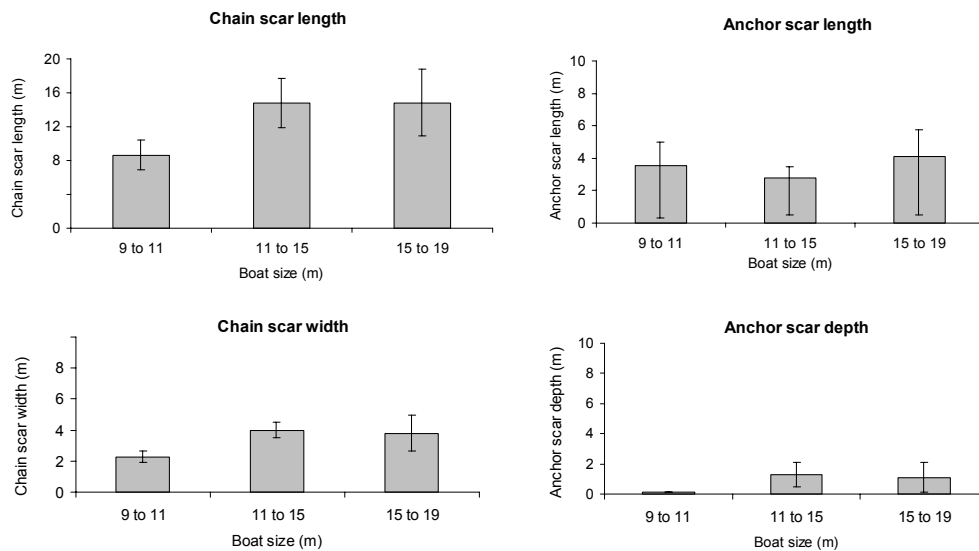 Chain scar length
Chain scar length (m)
20
16
12
8
4
0
9 to 11
11 to 15
15 to 19
Boat size (m)
Anchor scar length
Anchor scar length (m)
10
8
6
4
2
0
9 to 11
11 to 15
15 to 19
Boat size (m)
Chain scar width
Chain scar width (m)
8
6
4
2
0
9 to 11
11 to 15
15 to 19
Boat size (m)
Anchor scar depth
Anchor scar depth (m)
10
8
6
4
2
0
9 to 11
11 to 15
15 to 19
Boat size (m)